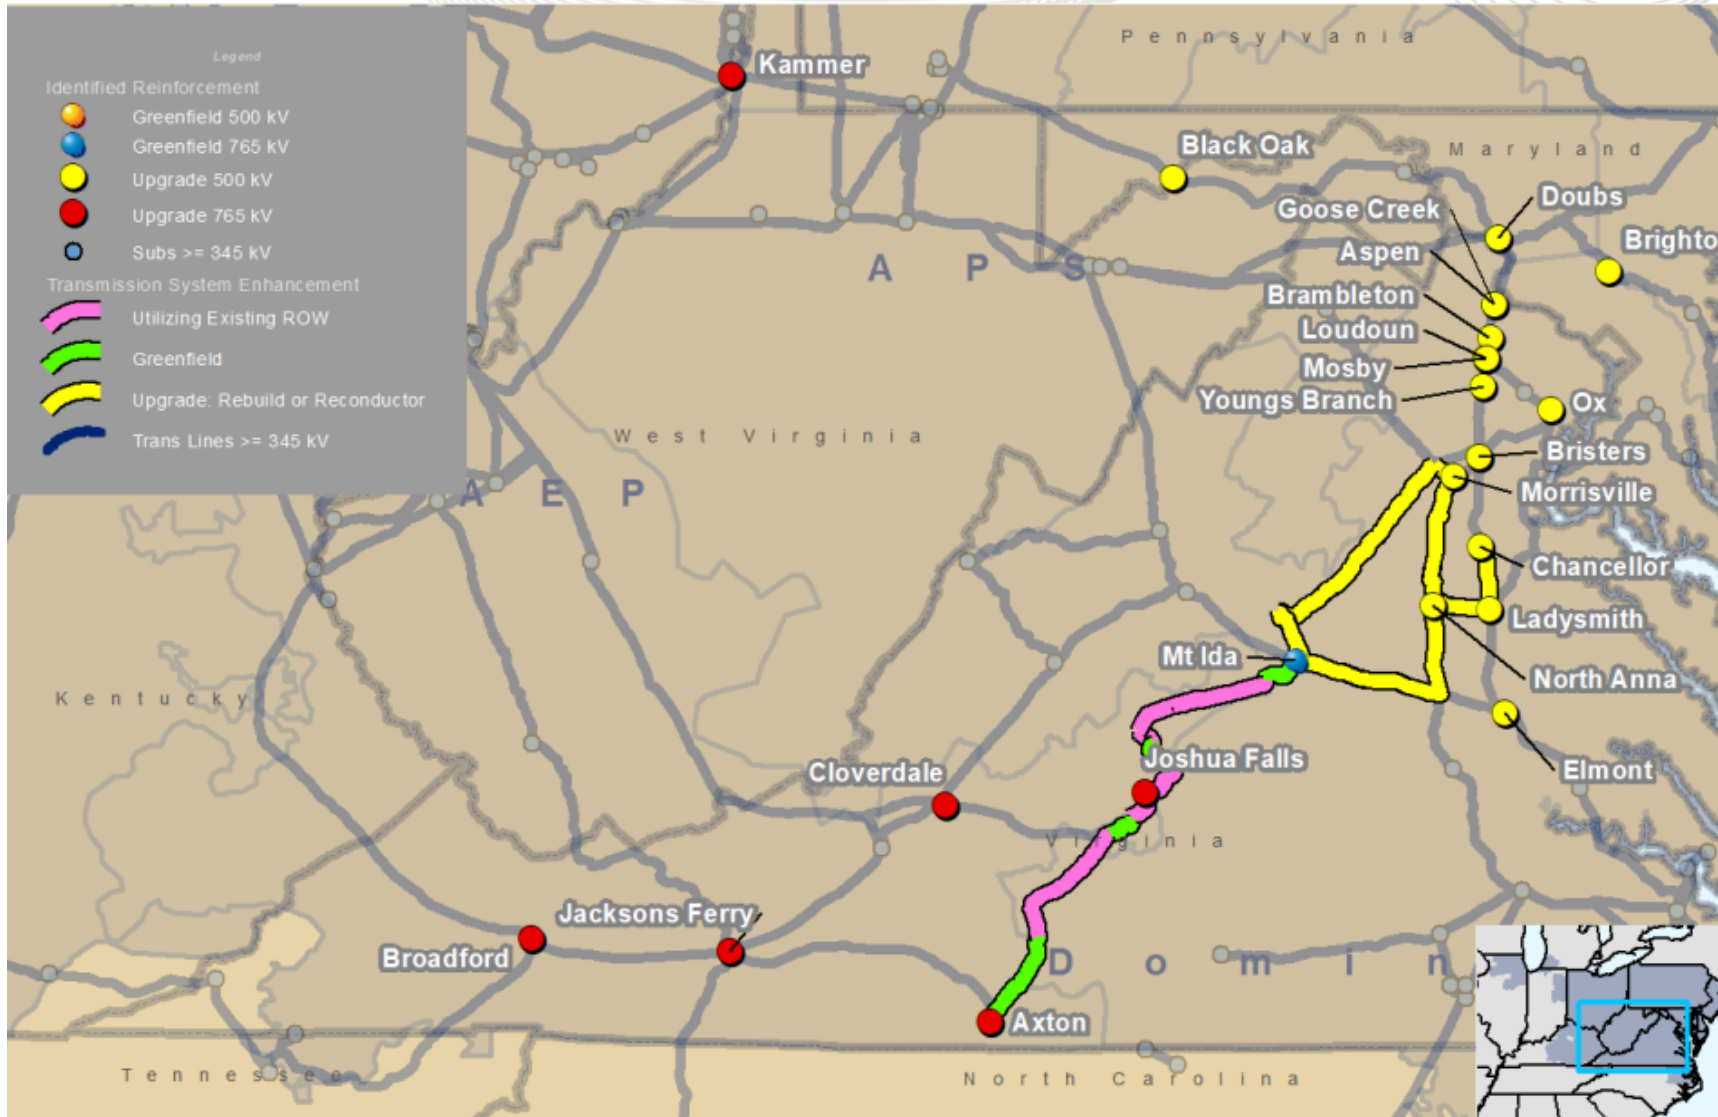 Legend
Identified Reinforcement
Greenfield 500 kV
Greenfield 765 kV
Upgrade 500 kV
Upgrade 765 kV
Subs >= 345 kV
Transmission System Enhancement
Utilizing Existing ROW
Greenfield
Upgrade: Rebuild or Reconductor
Trans Lines >= 345 kV
Pennsylvania
Kammer
Black Oak
Maryland
Doubs
Goose Creek
Brighto
Aspen
APS
Brambleton
Loudoun
Mosby
Youngs Branch
Ox
West Virginia
Bristers
AEP
Morrisville
Chancellor
Ladysmith
Mt Ida
North Anna
Kentucky
Joshua Falls
Elmont
Cloverdale
Virginia
Jacksons Ferry
Broadford
Domin
Axton
Tennessee
North Carolina